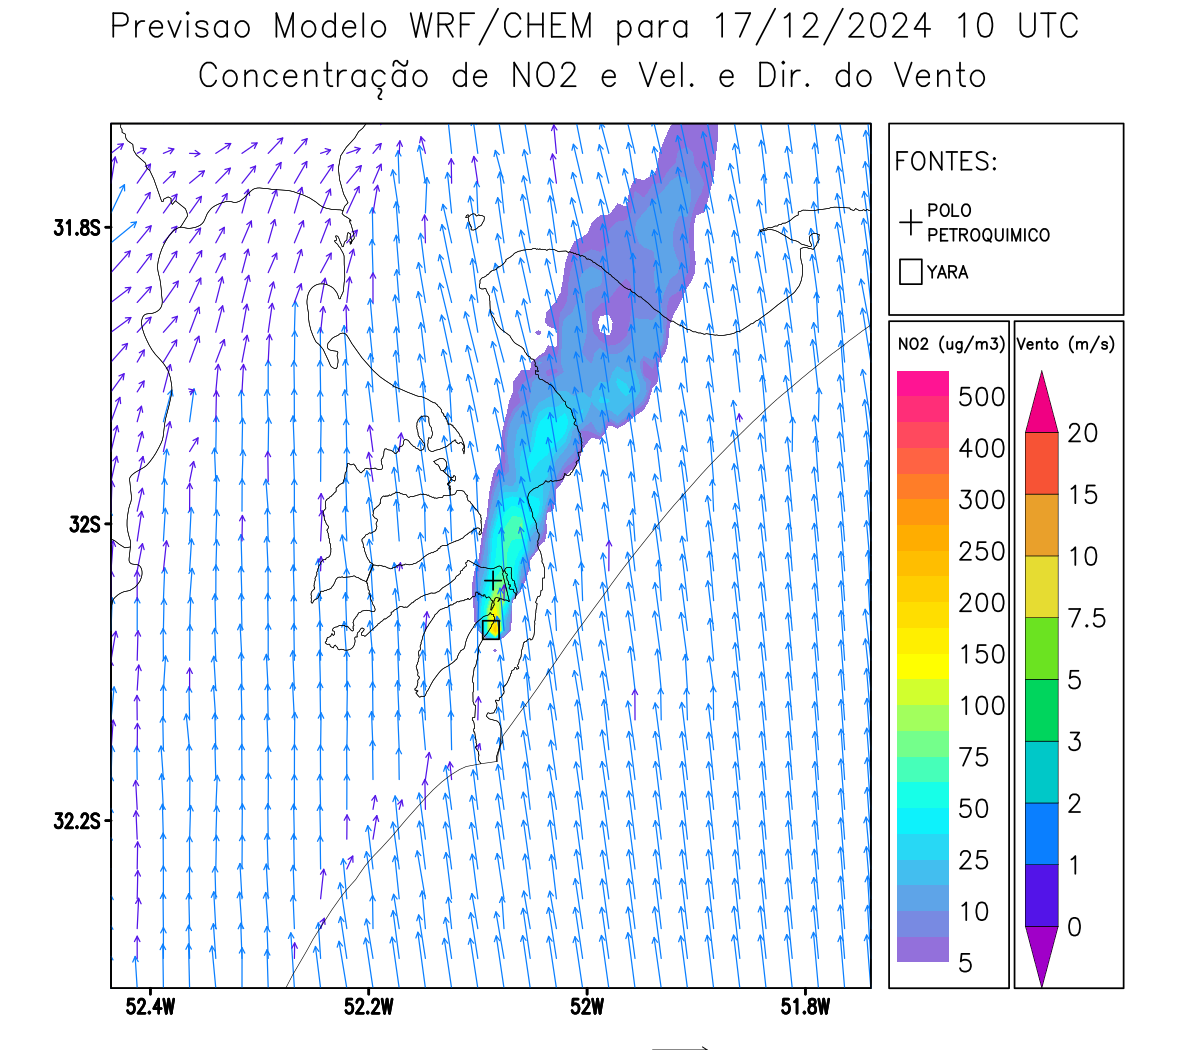 Previsao Modelo WRF/CHEM para 17/12/2024 10 UTC
Concentração de NO2 e Vel. e Dir. do Vento
FONTES:
POLO
PETROQUIMICO
YARA
31.8S
32S
32.2S
52.4W
52.2W
52W
51.8W
NO2 (ug/m3)
500
400
300
250
200
150
100
75
50
25
10
5
Vento (m/s)
20
15
10
7.5
5
3
2
1
0